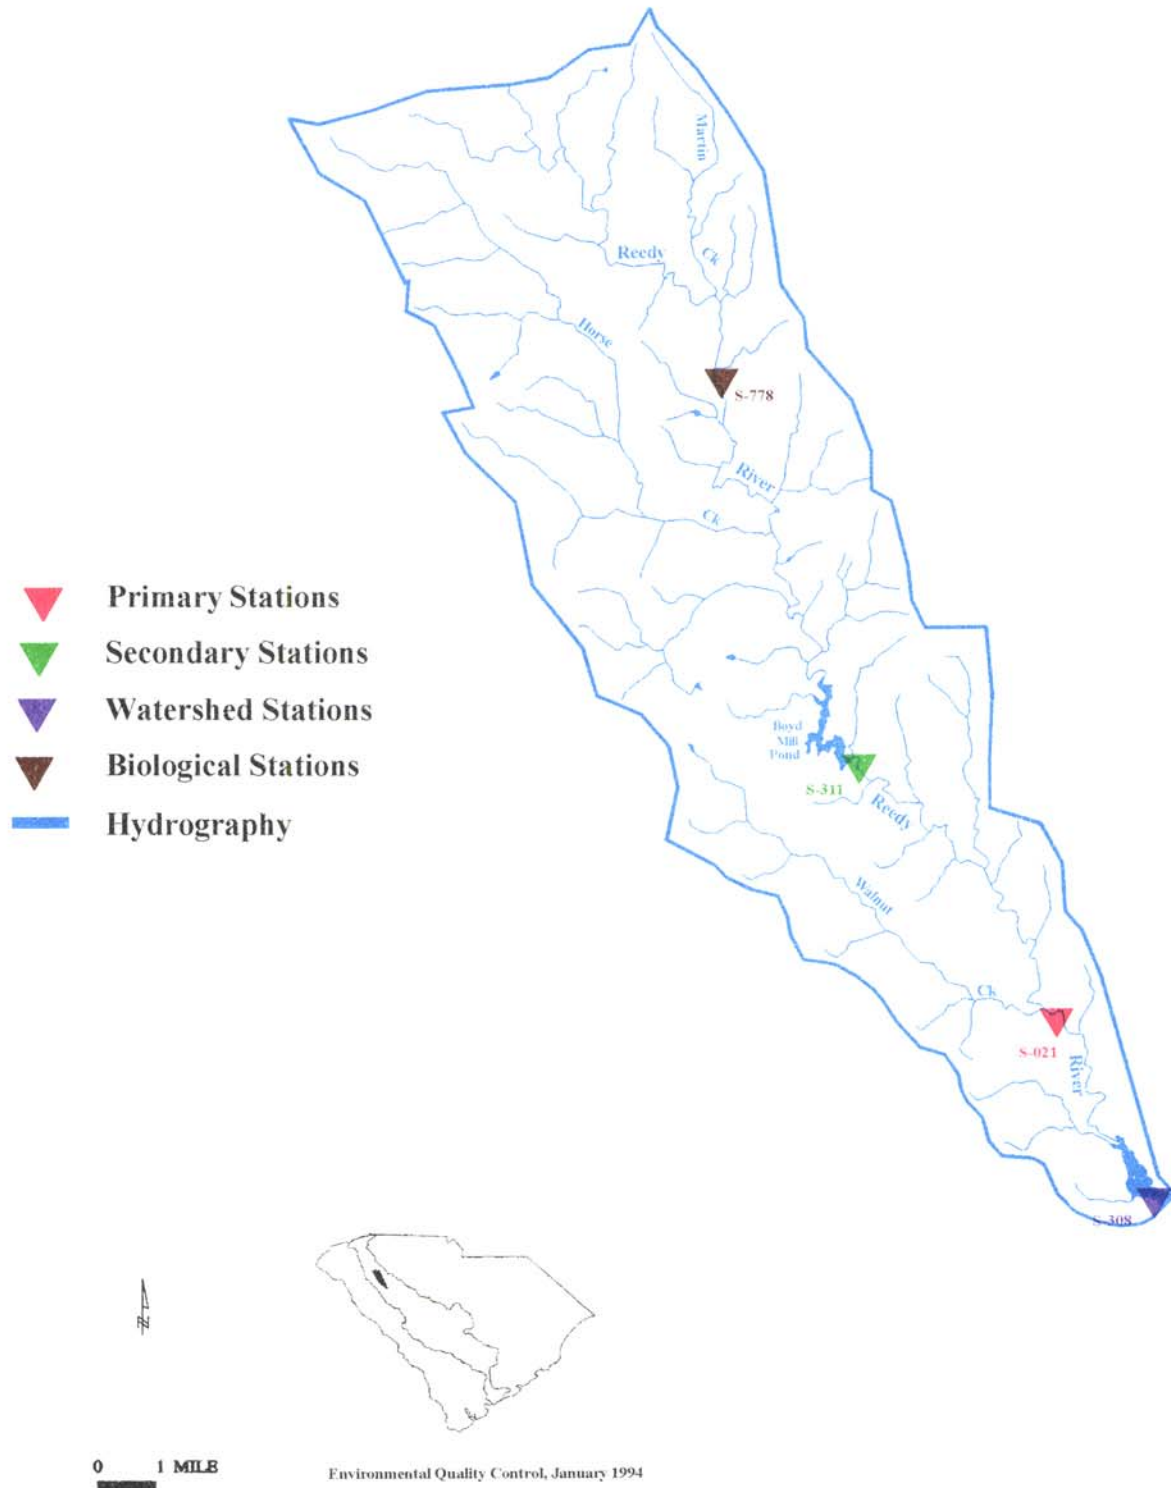 Martin
Reedy
Ck
Horse
S-778
River
Ck
Primary Stations
Secondary Stations
Watershed Stations
Biological Stations
Hydrography
Boyd
Mill
Pond
S-311
Reedy
Walnut
Ck
S-021
River
S-308
N
0 1 MILE
Environmental Quality Control, January 1994